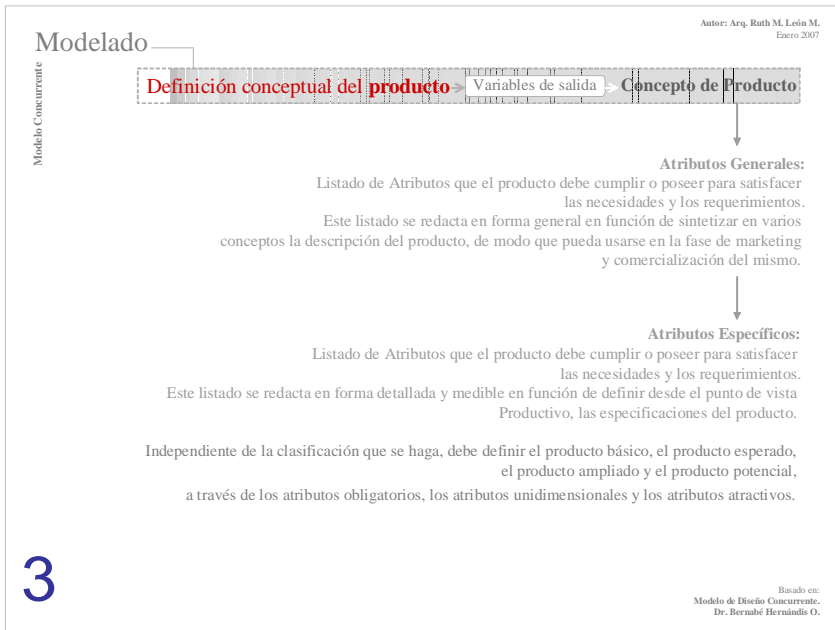 Autor: Arq. Ruth M. León M.
Enero 2007
Modelado
Modelo Concurrente
Definición conceptual del producto
Variables de salida
Concepto de Producto
Atributos Generales:
Listado de Atributos que el producto debe cumplir o poseer para satisfacer
las necesidades y los requerimientos.
Este listado se redacta en forma general en función de sintetizar en varios
conceptos la descripción del producto, de modo que pueda usarse en la fase de marketing
y comercialización del mismo.
Atributos Específicos:
Listado de Atributos que el producto debe cumplir o poseer para satisfacer
las necesidades y los requerimientos.
Este listado se redacta en forma detallada y medible en función de definir desde el punto de vista
Productivo, las especificaciones del producto.
Independiente de la clasificación que se haga, debe definir el producto básico, el producto esperado,
el producto ampliado y el producto potencial,
a través de los atributos obligatorios, los atributos unidimensionales y los atributos atractivos.
3
Basado en:
Modelo de Diseño Concurrente.
Dr. Bernabé Hernándis O.